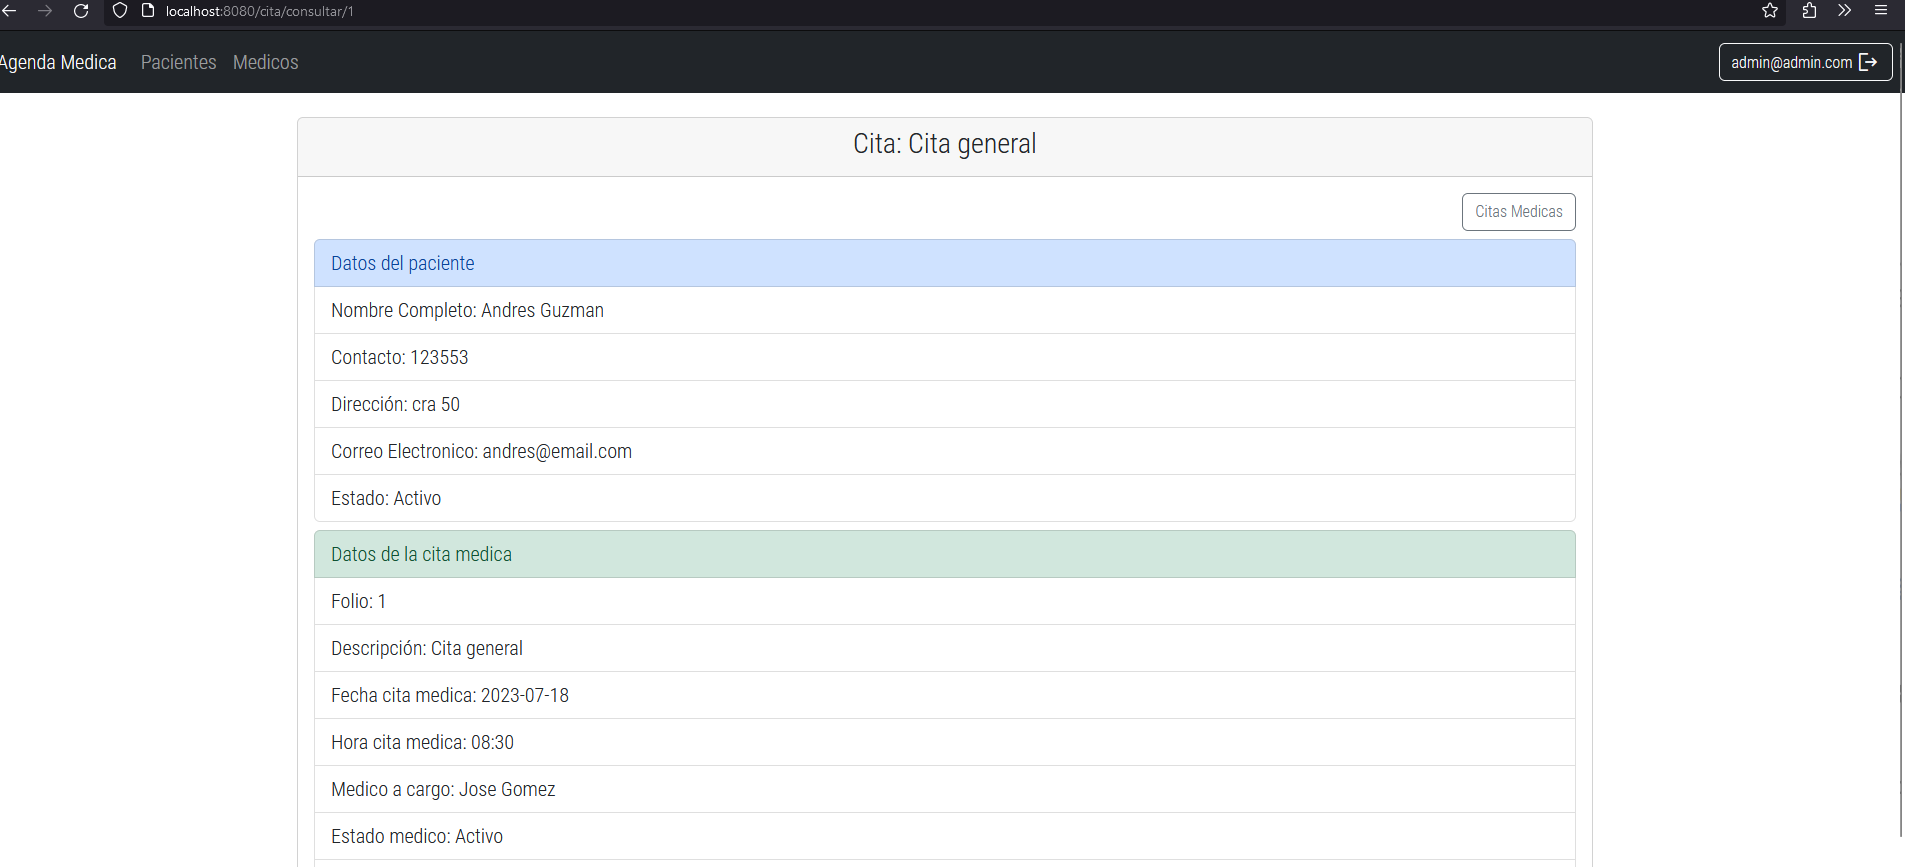 localhost:8080/cita/consultar/1
Agenda Medica Pacientes Medicos admin@admin.com
Cita: Cita general
Citas Medicas
Datos del paciente
Nombre Completo: Andres Guzman
Contacto: 123553
Dirección: cra 50
Correo Electronico: andres@email.com
Estado: Activo
Datos de la cita medica
Folio: 1
Descripción: Cita general
Fecha cita medica: 2023-07-18
Hora cita medica: 08:30
Medico a cargo: Jose Gomez
Estado medico: Activo